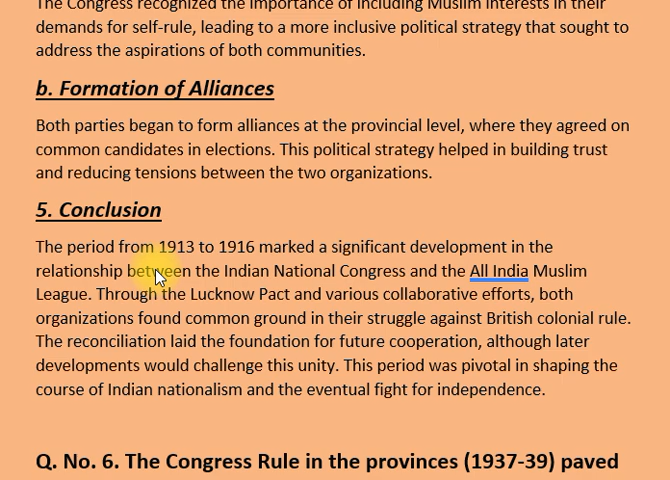 The Congress recognized the importance of including Muslim interests in their
demands for self-rule, leading to a more inclusive political strategy that sought to
address the aspirations of both communities.
b. Formation of Alliances
Both parties began to form alliances at the provincial level, where they agreed on
common candidates in elections. This political strategy helped in building trust
and reducing tensions between the two organizations.
5. Conclusion
The period from 1913 to 1916 marked a significant development in the
relationship between the Indian National Congress and the All India Muslim
League. Through the Lucknow Pact and various collaborative efforts, both
organizations found common ground in their struggle against British colonial rule.
The reconciliation laid the foundation for future cooperation, although later
developments would challenge this unity. This period was pivotal in shaping the
course of Indian nationalism and the eventual fight for independence.
Q. No. 6. The Congress Rule in the provinces (1937-39) paved